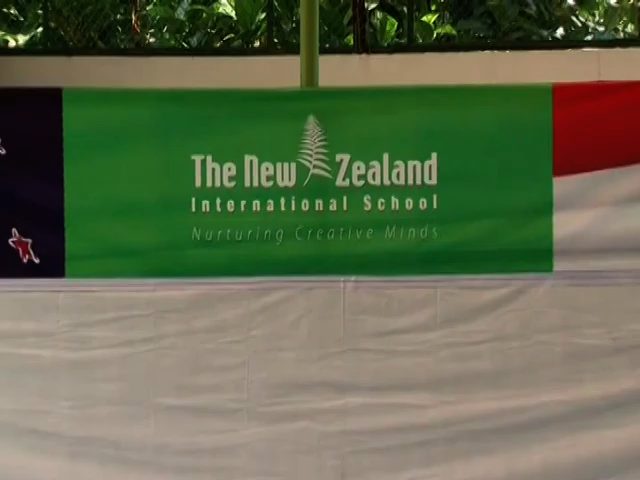 The New Zealand
International School
Nurturing Creative Minds